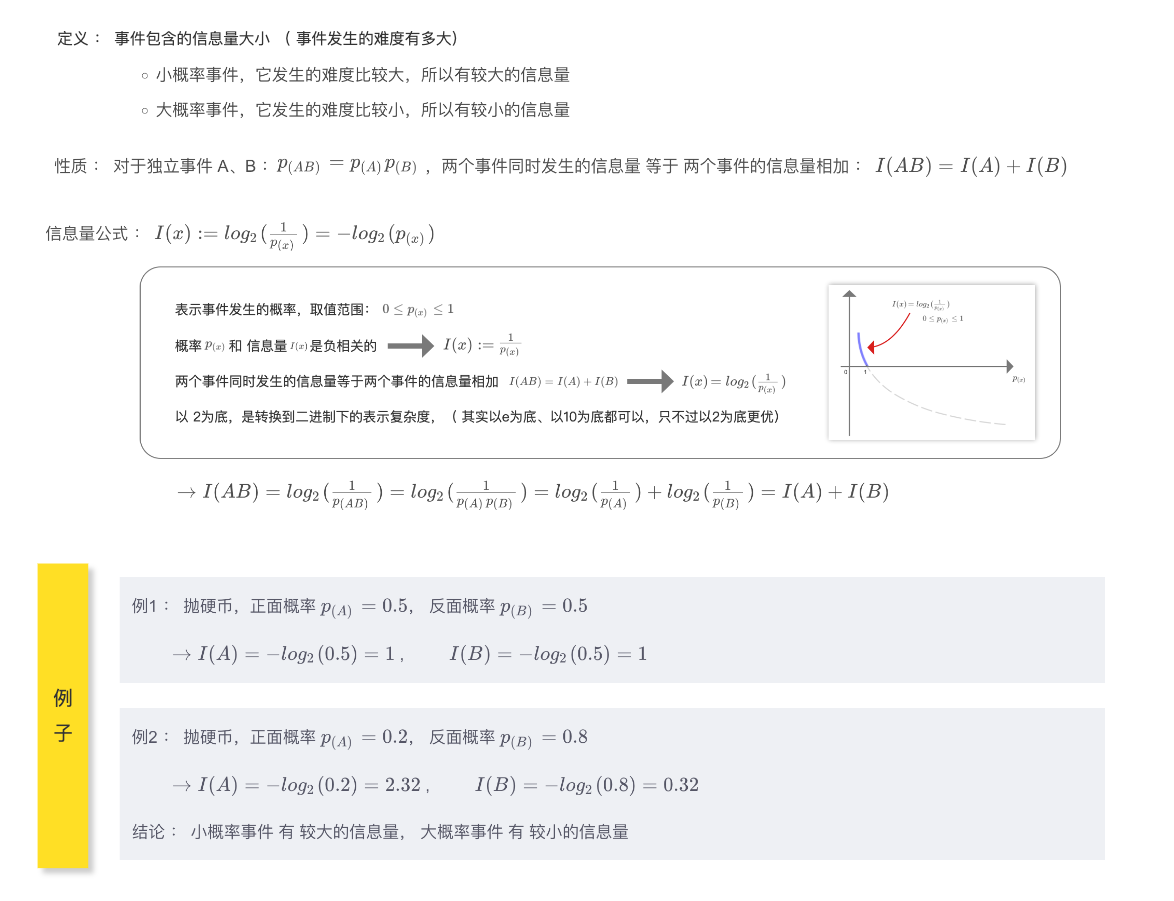 定义： 事件包含的信息量大小 （ 事件发生的难度有多大）
◦ 小概率事件，它发生的难度比较大，所以有较大的信息量
◦ 大概率事件，它发生的难度比较小，所以有较小的信息量
性质： 对于独立事件 A、B： p_{(AB)} = p_{(A)} p_{(B)} ，两个事件同时发生的信息量 等于 两个事件的信息量相加： I(AB) = I(A) + I(B)
信息量公式： I(x) := log_2(\frac{1}{p_{(x)}}) = −log_2(p_{(x)})
表示事件发生的概率，取值范围： 0 ≤ p_{(x)} ≤ 1
概率 p_{(x)} 和 信息量 I(x) 是负相关的 → I(x) := \frac{1}{p_{(x)}}
两个事件同时发生的信息量等于两个事件的信息量相加 I(AB) = I(A) + I(B) → I(x) = log_2(\frac{1}{p_{(x)}})
以 2为底，是转换到二进制下的表示复杂度，（ 其实以e为底、以10为底都可以，只不过以2为底更优）
I(x) = log_2(\frac{1}{p_{(x)}})
0 ≤ p_{(x)} ≤ 1
0 1 p_{(x)}
→ I(AB) = log_2(\frac{1}{p_{(AB)}}) = log_2(\frac{1}{p_{(A)} p_{(B)}}) = log_2(\frac{1}{p_{(A)}}) + log_2(\frac{1}{p_{(B)}}) = I(A) + I(B)
例子
例1： 抛硬币，正面概率 p_{(A)} = 0.5， 反面概率 p_{(B)} = 0.5
→ I(A) = −log_2(0.5) = 1 , I(B) = −log_2(0.5) = 1
例2： 抛硬币，正面概率 p_{(A)} = 0.2， 反面概率 p_{(B)} = 0.8
→ I(A) = −log_2(0.2) = 2.32 , I(B) = −log_2(0.8) = 0.32
结论： 小概率事件 有 较大的信息量， 大概率事件 有 较小的信息量